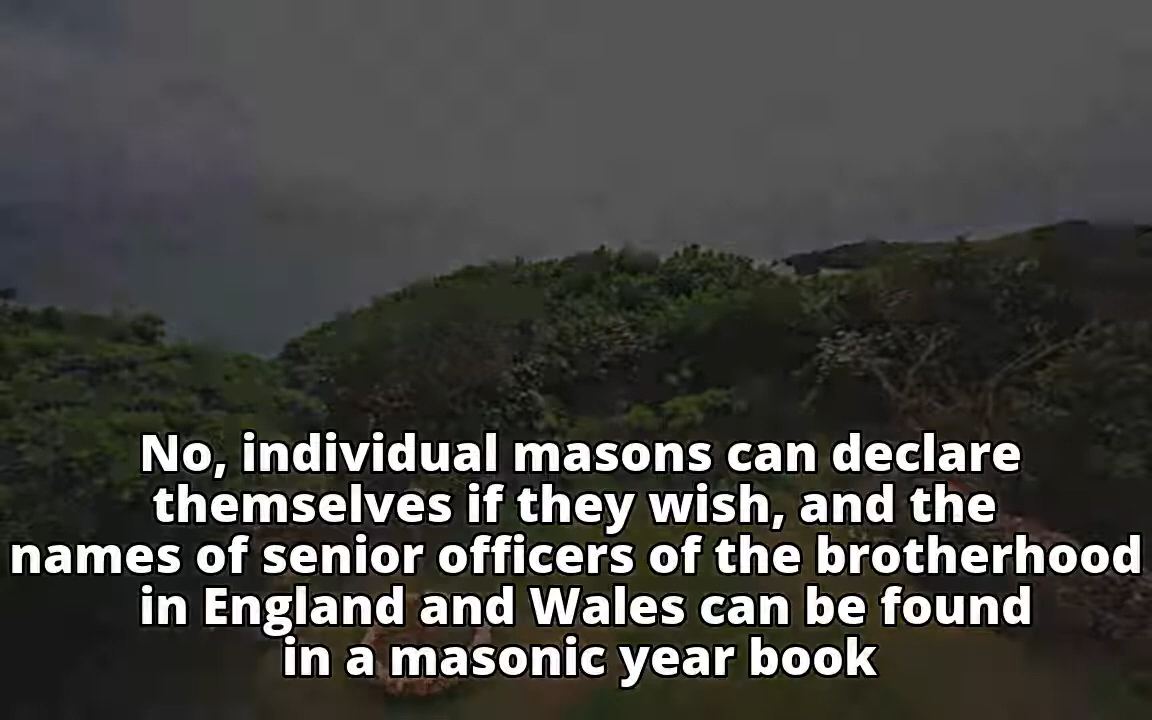 No, individual masons can declare
themselves if they wish, and the
names of senior officers of the brotherhood
in England and Wales can be found
in a masonic year book